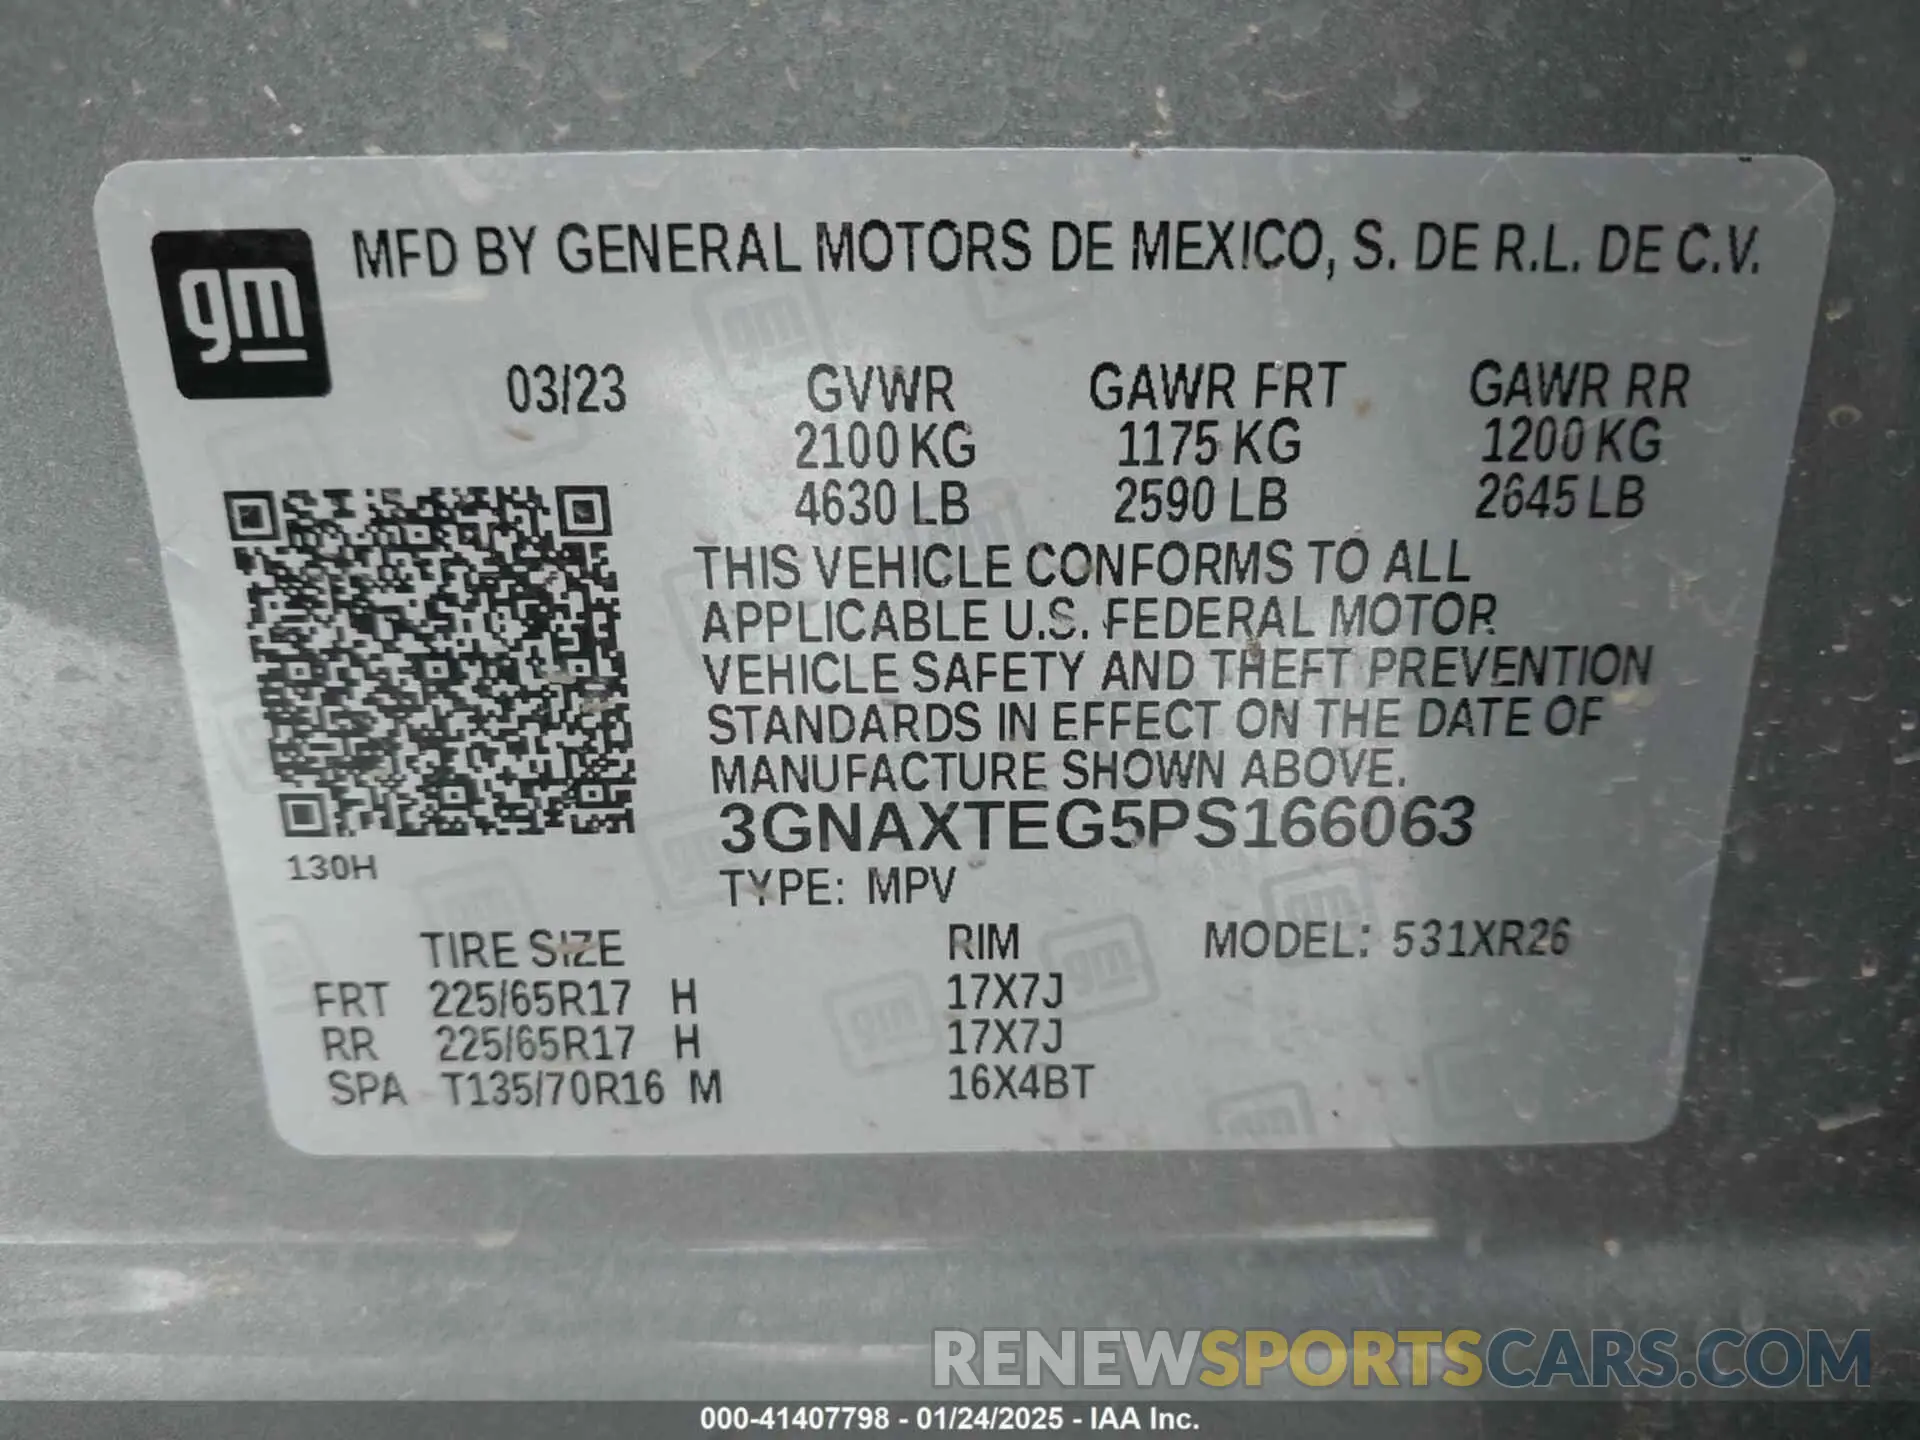 gm
MFD BY GENERAL MOTORS DE MEXICO, S. DE R.L. DE C.V.
03/23 GVWR GAWR FRT GAWR RR
2100 KG 1175 KG 1200 KG
4630 LB 2590 LB 2645 LB
THIS VEHICLE CONFORMS TO ALL
APPLICABLE U.S. FEDERAL MOTOR
VEHICLE SAFETY AND THEFT PREVENTION
STANDARDS IN EFFECT ON THE DATE OF
MANUFACTURE SHOWN ABOVE.
3GNAXTEG5PS166063
130H
TYPE: MPV
TIRE SIZE RIM MODEL: 531XR26
FRT 225/65R17 H 17X7J
RR 225/65R17 H 17X7J
SPA T135/70R16 M 16X4BT
RENEWSPORTSCARS.COM
000-41407798 - 01/24/2025 - IAA Inc.